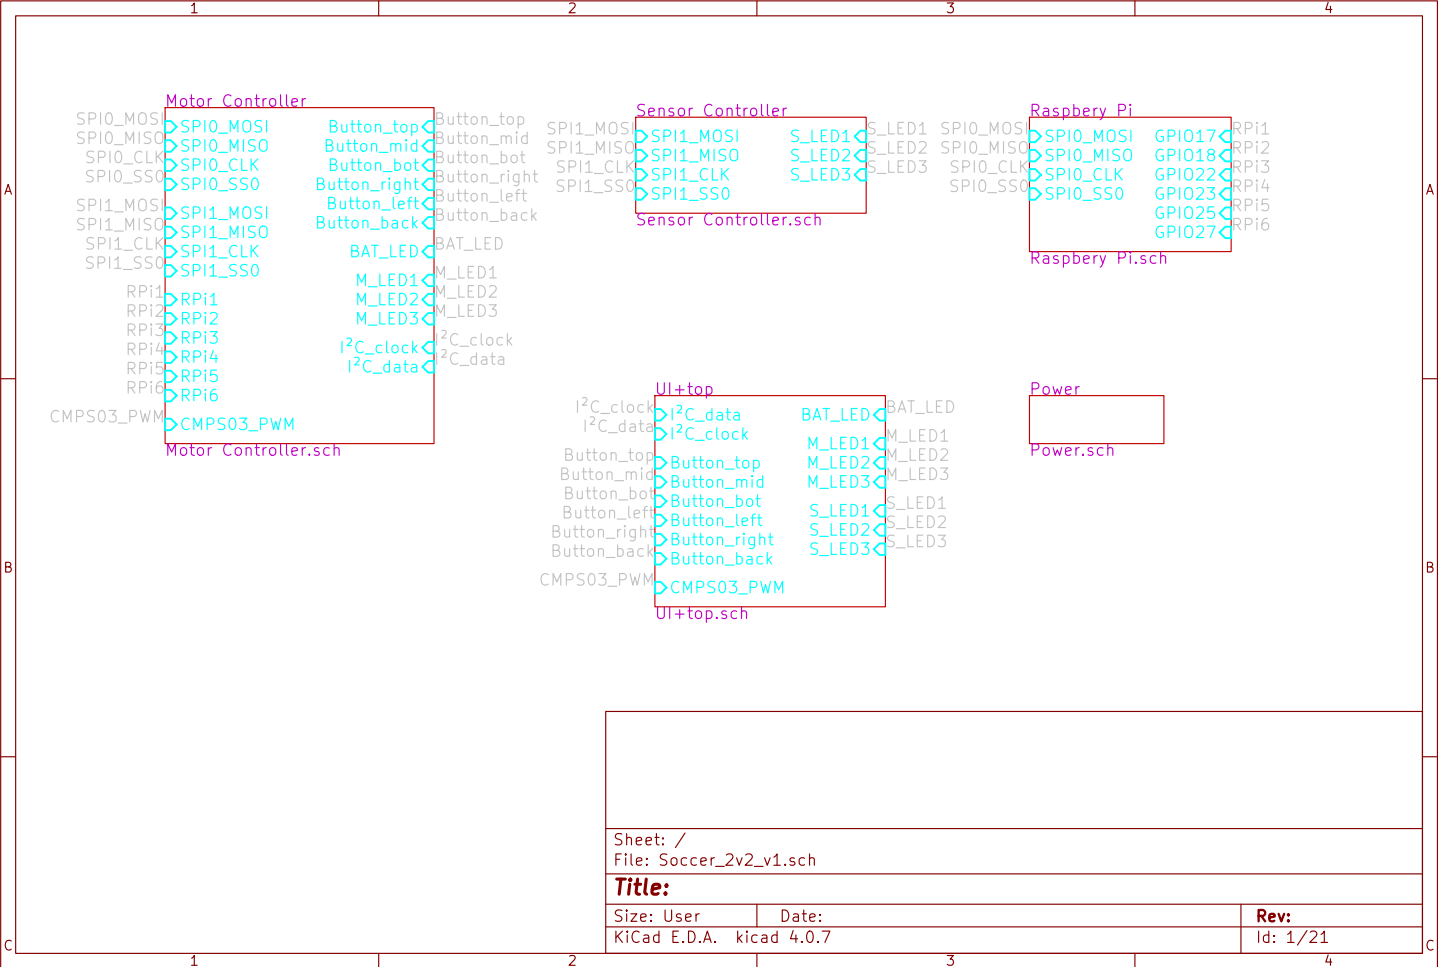 1 2 3 4
A
B
C
Motor Controller
SPI0_MOSI SPI0_MOSI Button_top Button_top
SPI0_MISO SPI0_MISO Button_mid Button_mid
SPI0_CLK SPI0_CLK Button_bot Button_bot
SPI0_SS0 SPI0_SS0 Button_right Button_right
Button_left Button_left
SPI1_MOSI SPI1_MOSI Button_back Button_back
SPI1_MISO SPI1_MISO
SPI1_CLK SPI1_CLK BAT_LED BAT_LED
SPI1_SS0 SPI1_SS0
M_LED1 M_LED1
RPi1 RPi1 M_LED2 M_LED2
RPi2 RPi2 M_LED3 M_LED3
RPi3 RPi3
RPi4 RPi4 I²C_clock I²C_clock
RPi5 RPi5 I²C_data I²C_data
RPi6 RPi6
CMPS03_PWM CMPS03_PWM
Motor Controller.sch
Sensor Controller
SPI1_MOSI SPI1_MOSI S_LED1 S_LED1
SPI1_MISO SPI1_MISO S_LED2 S_LED2
SPI1_CLK SPI1_CLK S_LED3 S_LED3
SPI1_SS0 SPI1_SS0
Sensor Controller.sch
Raspbery Pi
SPI0_MOSI SPI0_MOSI GPIO17 RPi1
SPI0_MISO SPI0_MISO GPIO18 RPi2
SPI0_CLK SPI0_CLK GPIO22 RPi3
SPI0_SS0 SPI0_SS0 GPIO23 RPi4
GPIO25 RPi5
GPIO27 RPi6
Raspbery Pi.sch
UI+top
I²C_clock I²C_data BAT_LED BAT_LED
I²C_data I²C_clock
M_LED1 M_LED1
Button_top Button_top M_LED2 M_LED2
Button_mid Button_mid M_LED3 M_LED3
Button_bot Button_bot
Button_left Button_left S_LED1 S_LED1
Button_right Button_right S_LED2 S_LED2
Button_back Button_back S_LED3 S_LED3
CMPS03_PWM CMPS03_PWM
UI+top.sch
Power
Power.sch
A
B
C
Sheet: /
File: Soccer_2v2_v1.sch
Title:
Size: User Date: Rev:
KiCad E.D.A. kicad 4.0.7 Id: 1/21
1 2 3 4